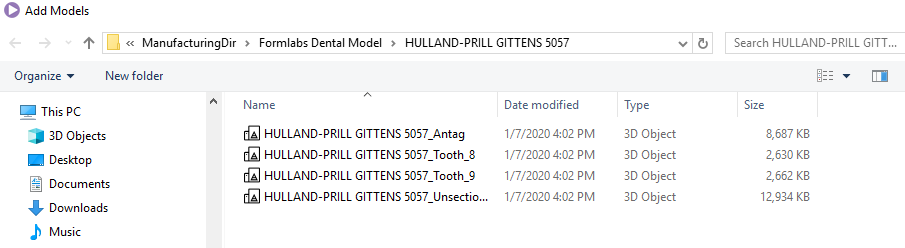 Add Models
« ManufacturingDir > Formlabs Dental Model > HULLAND-PRILL GITTENS 5057
Search HULLAND-PRILL GITT...
Organize
New folder
This PC
3D Objects
Desktop
Documents
Downloads
Music
Name Date modified Type Size
HULLAND-PRILL GITTENS 5057_Antag 1/7/2020 4:02 PM 3D Object 8,687 KB
HULLAND-PRILL GITTENS 5057_Tooth_8 1/7/2020 4:02 PM 3D Object 2,630 KB
HULLAND-PRILL GITTENS 5057_Tooth_9 1/7/2020 4:02 PM 3D Object 2,662 KB
HULLAND-PRILL GITTENS 5057_Unsectio... 1/7/2020 4:02 PM 3D Object 12,934 KB